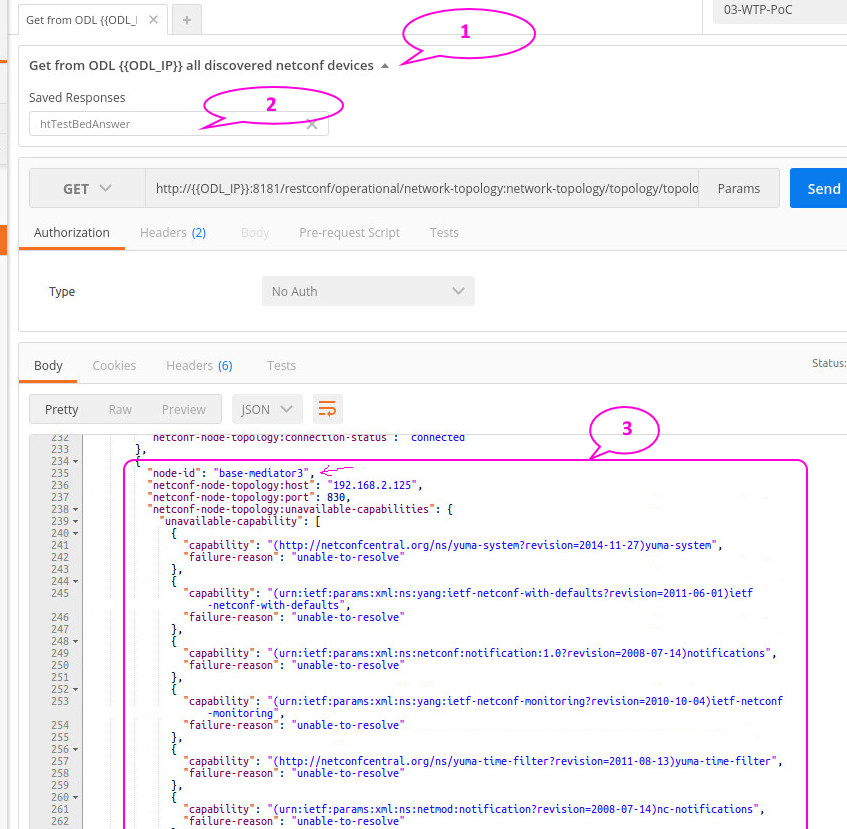 Get from ODL {{ODL_I
03-WTP-PoC
1
Get from ODL {{ODL_IP}} all discovered netconf devices
Saved Responses
2
htTestBedAnswer
GET
http://{{ODL_IP}}:8181/restconf/operational/network-topology:network-topology/topology/topolo
Params
Send
Authorization
Headers (2)
Body
Pre-request Script
Tests
Type
No Auth
Body
Cookies
Headers (6)
Tests
Status:
Pretty
Raw
Preview
JSON
3
232 netconf-node-topology:connection-status : connected
233 },
234 {
235 "node-id": "base-mediator3",
236 "netconf-node-topology:host": "192.168.2.125",
237 "netconf-node-topology:port": 830,
238 "netconf-node-topology:unavailable-capabilities": {
239 "unavailable-capability": [
240 {
241 "capability": "(http://netconfcentral.org/ns/yuma-system?revision=2014-11-27)yuma-system",
242 "failure-reason": "unable-to-resolve"
243 },
244 {
245 "capability": "(urn:ietf:params:xml:ns:yang:ietf-netconf-with-defaults?revision=2011-06-01)ietf
-netconf-with-defaults",
246 "failure-reason": "unable-to-resolve"
247 },
248 {
249 "capability": "(urn:ietf:params:xml:ns:netconf:notification:1.0?revision=2008-07-14)notifications",
250 "failure-reason": "unable-to-resolve"
251 },
252 {
253 "capability": "(urn:ietf:params:xml:ns:yang:ietf-netconf-monitoring?revision=2010-10-04)ietf-netconf
-monitoring",
254 "failure-reason": "unable-to-resolve"
255 },
256 {
257 "capability": "(http://netconfcentral.org/ns/yuma-time-filter?revision=2011-08-13)yuma-time-filter",
258 "failure-reason": "unable-to-resolve"
259 },
260 {
261 "capability": "(urn:ietf:params:xml:ns:netmod:notification?revision=2008-07-14)nc-notifications",
262 "failure-reason": "unable-to-resolve"